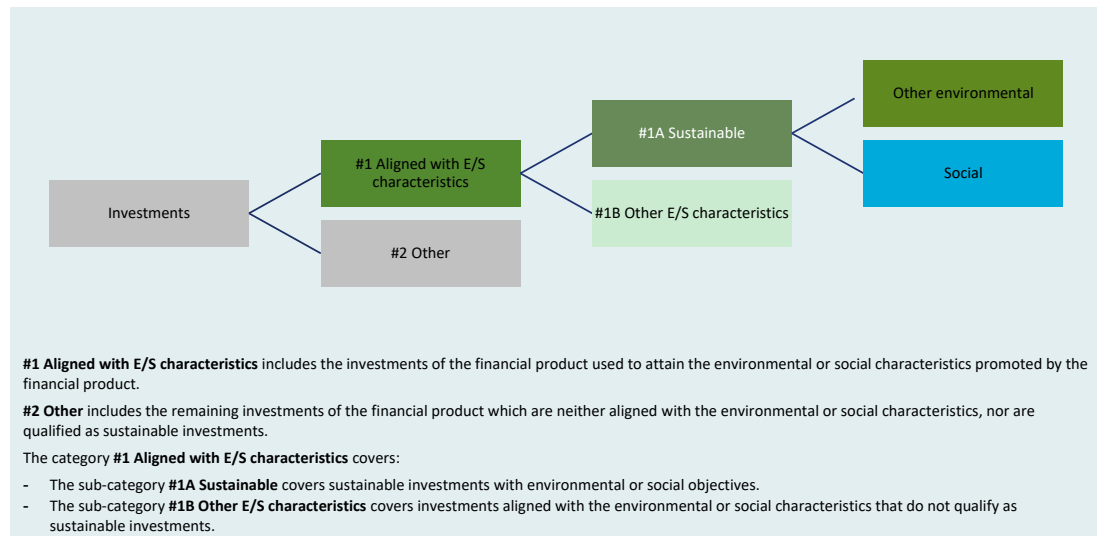 Other environmental
#1A Sustainable
#1 Aligned with E/S
characteristics
Social
Investments
#1B Other E/S characteristics
#2 Other
#1 Aligned with E/S characteristics includes the investments of the financial product used to attain the environmental or social characteristics promoted by the
financial product.
#2 Other includes the remaining investments of the financial product which are neither aligned with the environmental or social characteristics, nor are
qualified as sustainable investments.
The category #1 Aligned with E/S characteristics covers:
- The sub-category #1A Sustainable covers sustainable investments with environmental or social objectives.
- The sub-category #1B Other E/S characteristics covers investments aligned with the environmental or social characteristics that do not qualify as
sustainable investments.